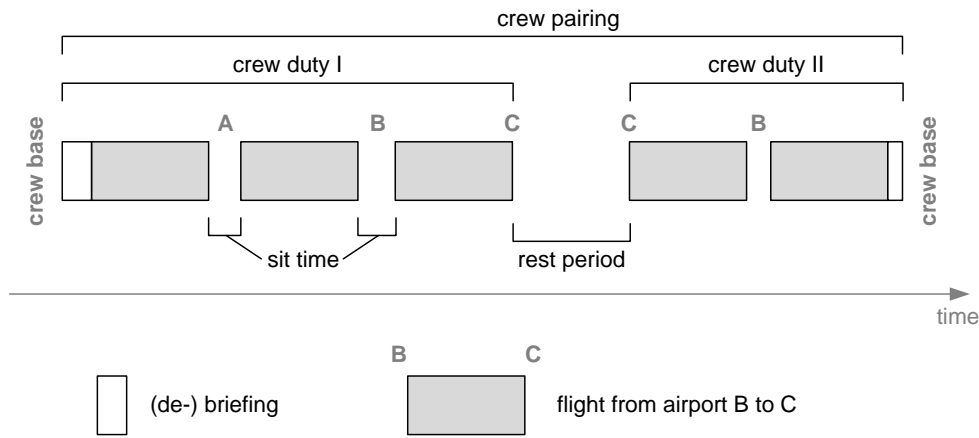 crew pairing
crew duty I
crew duty II
A
B
C
C
B
crew base
crew base
sit time
rest period
time
B
C
(de-) briefing
flight from airport B to C